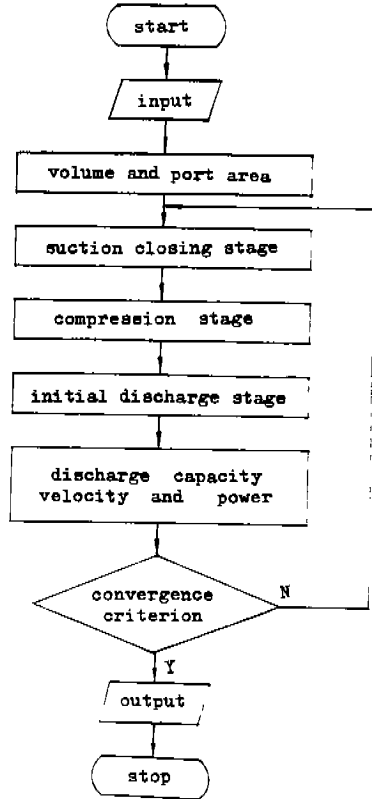 start
input
volume and port area
suction closing stage
compression stage
initial discharge stage
discharge capacity
velocity and power
convergence
criterion
N
Y
output
stop